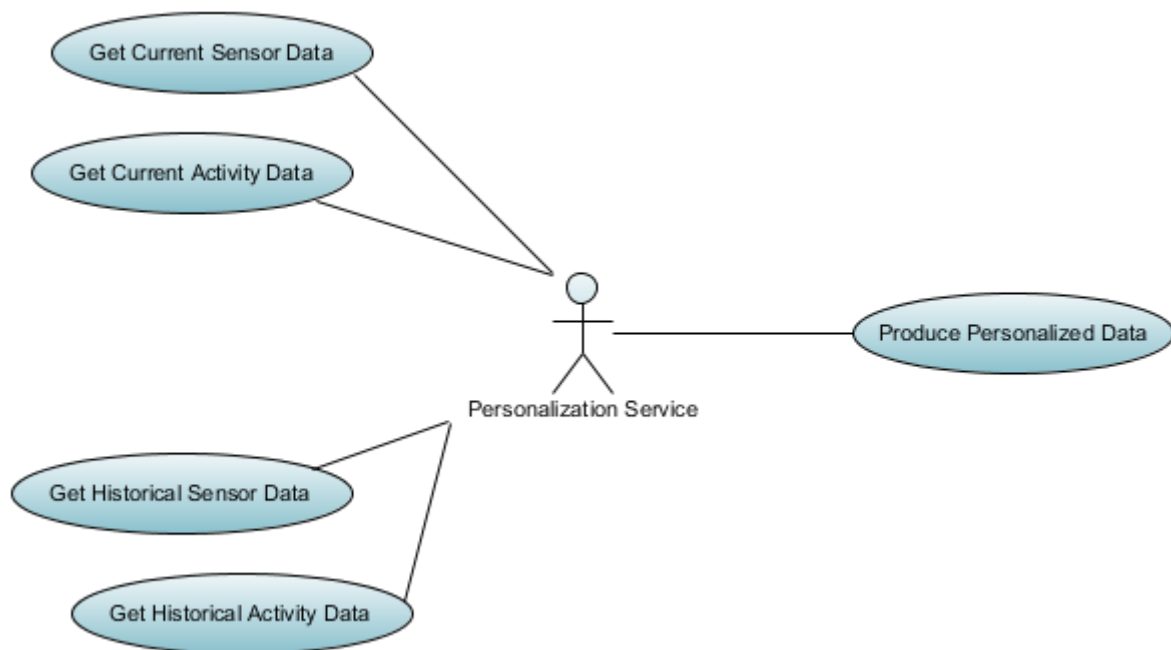 Get Current Sensor Data
Get Current Activity Data
Produce Personalized Data
Personalization Service
Get Historical Sensor Data
Get Historical Activity Data